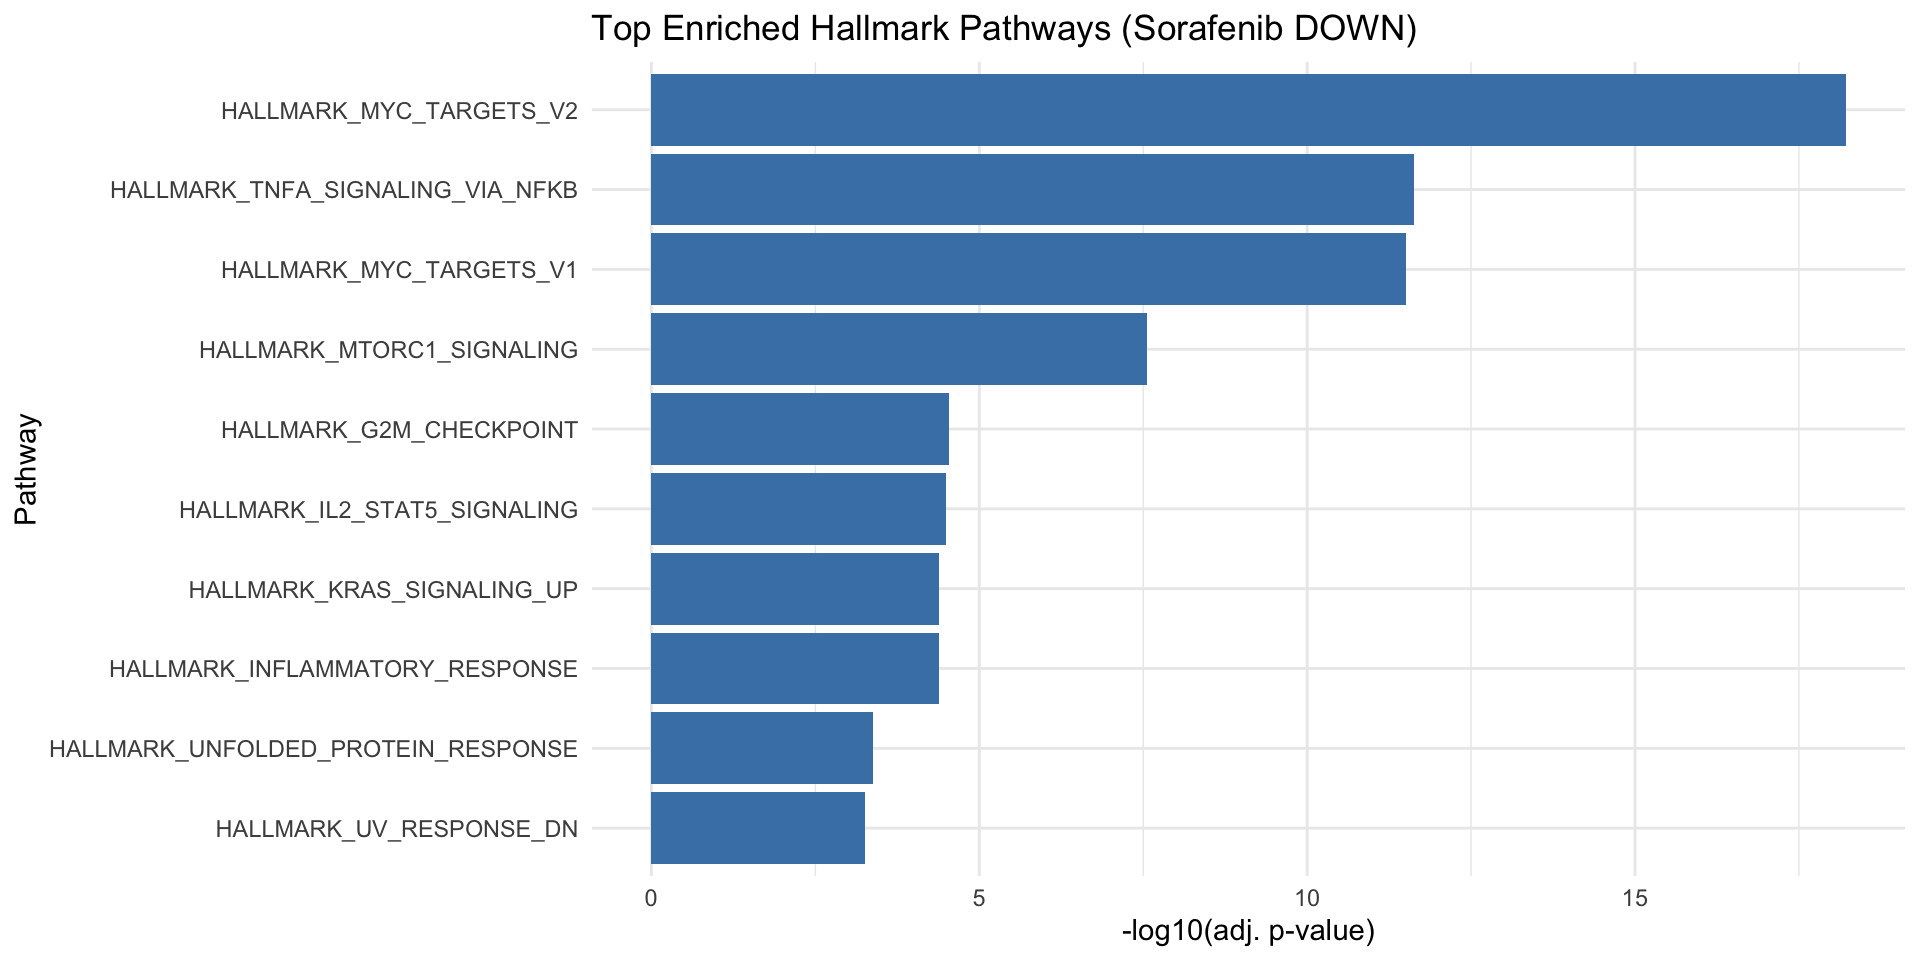 Top Enriched Hallmark Pathways (Sorafenib DOWN)
Pathway
HALLMARK_MYC_TARGETS_V2
HALLMARK_TNFA_SIGNALING_VIA_NFKB
HALLMARK_MYC_TARGETS_V1
HALLMARK_MTORC1_SIGNALING
HALLMARK_G2M_CHECKPOINT
HALLMARK_IL2_STAT5_SIGNALING
HALLMARK_KRAS_SIGNALING_UP
HALLMARK_INFLAMMATORY_RESPONSE
HALLMARK_UNFOLDED_PROTEIN_RESPONSE
HALLMARK_UV_RESPONSE_DN
0 5 10 15
-log10(adj. p-value)